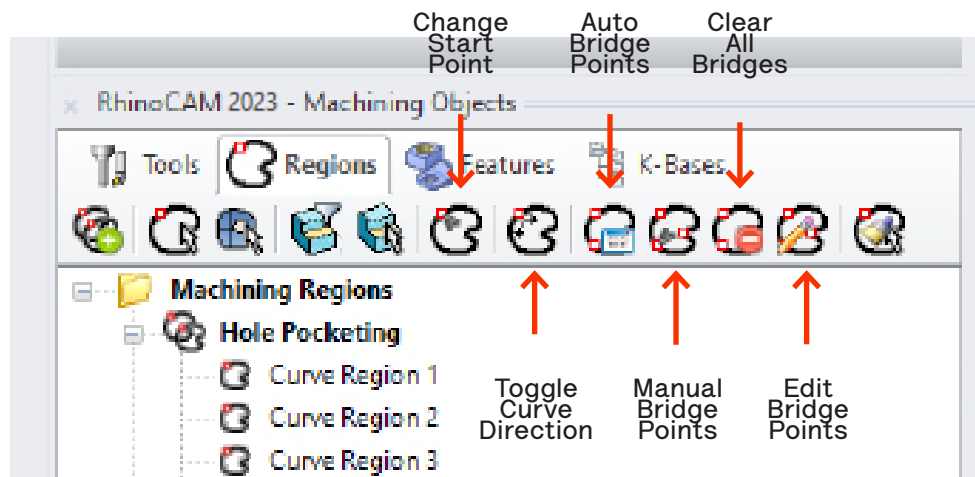 Change Auto Clear
Start Bridge All
Point Points Bridges
RhinoCAM 2023 - Machining Objects
Tools Regions Features K-Bases
Machining Regions
Hole Pocketing
Curve Region 1
Curve Region 2
Curve Region 3
Toggle Manual Edit
Curve Bridge Bridge
Direction Points Points